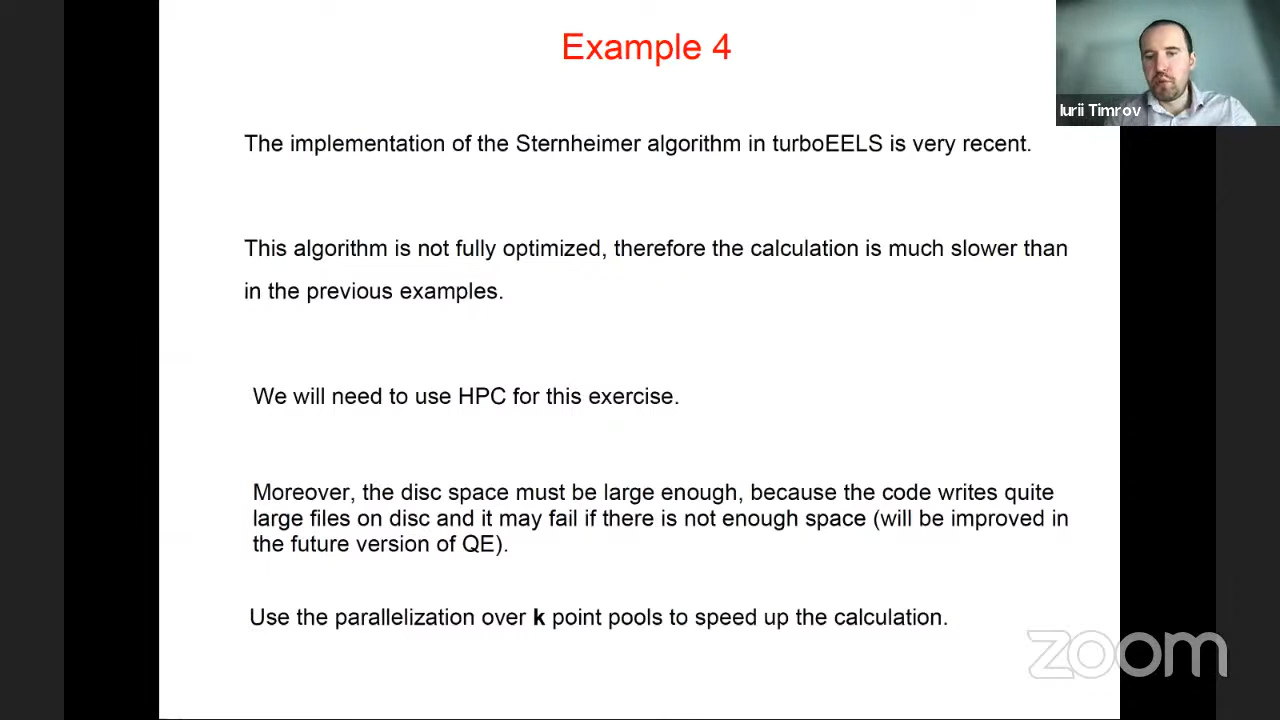 Example 4
Iurii Timrov
The implementation of the Sternheimer algorithm in turboEELS is very recent.
This algorithm is not fully optimized, therefore the calculation is much slower than
in the previous examples.
We will need to use HPC for this exercise.
Moreover, the disc space must be large enough, because the code writes quite
large files on disc and it may fail if there is not enough space (will be improved in
the future version of QE).
Use the parallelization over k point pools to speed up the calculation.
zoom